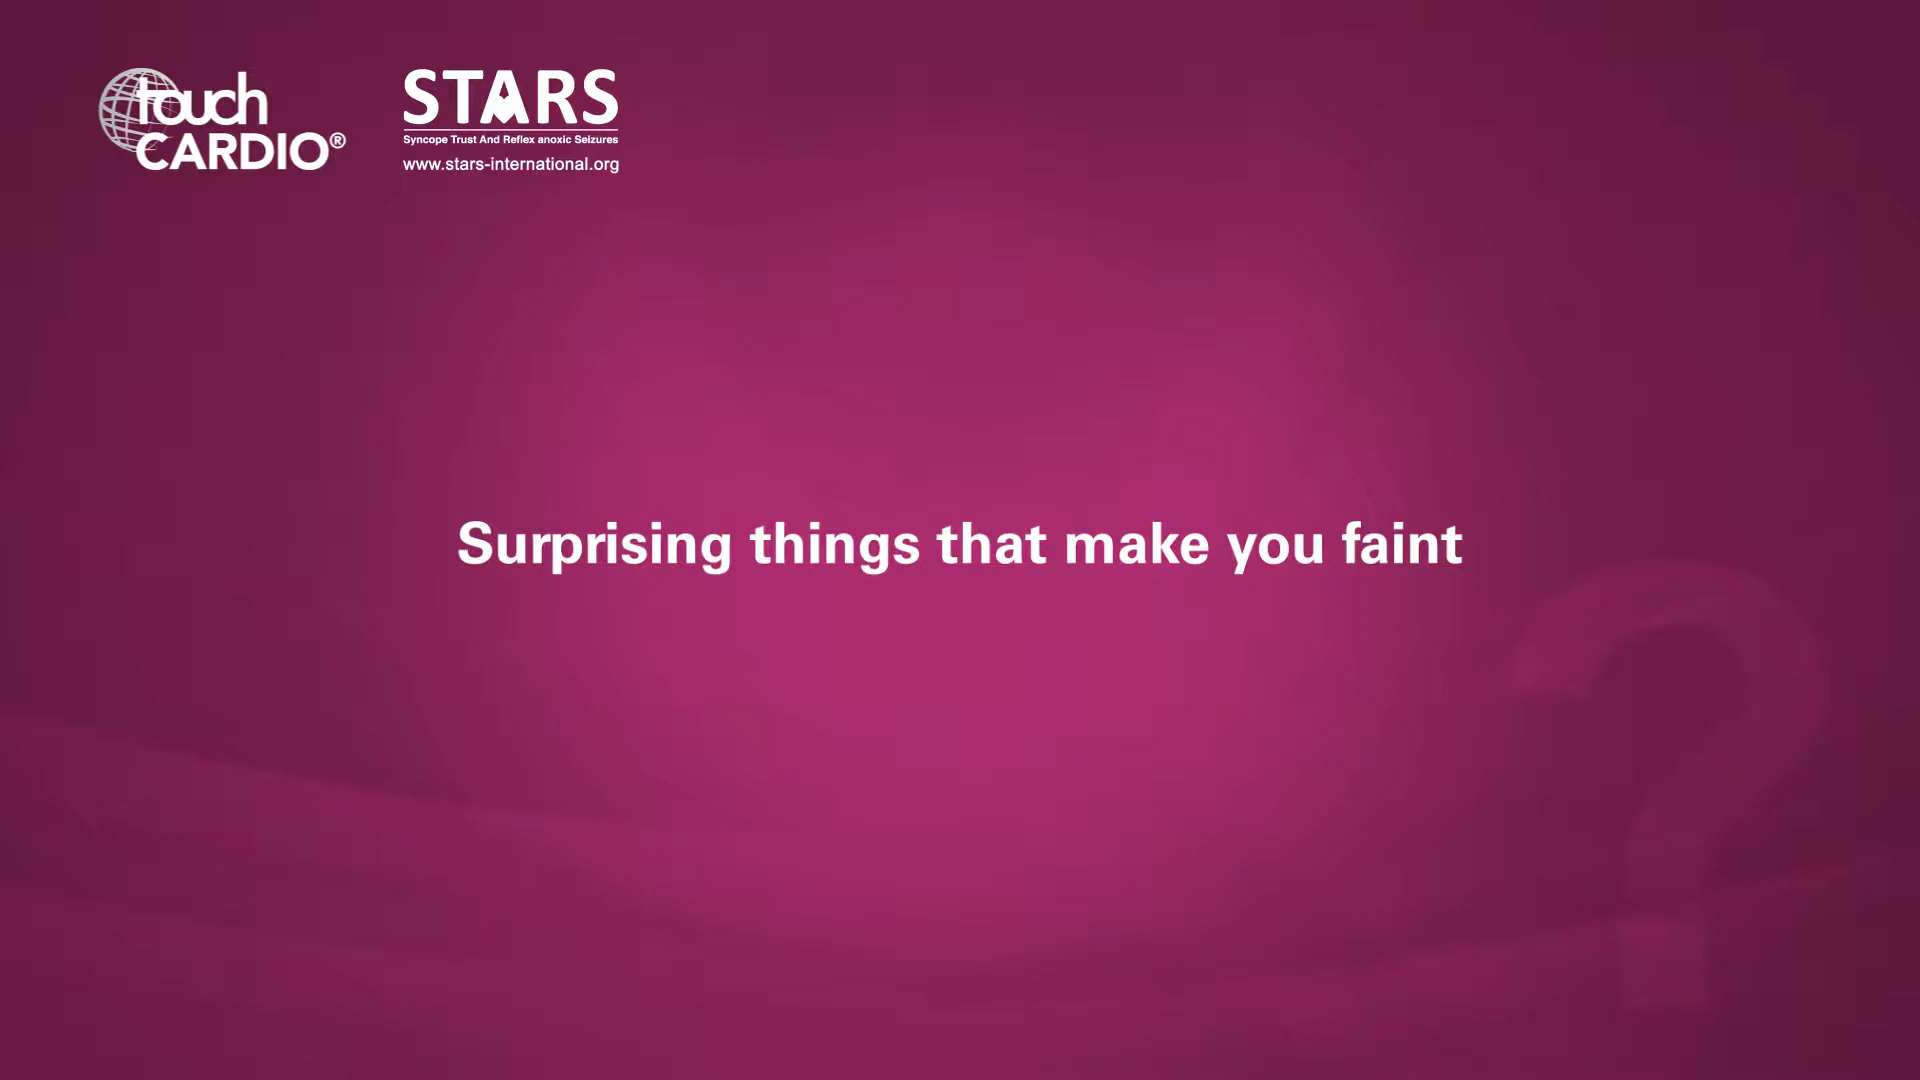 touch
CARDIO®
STARS
Syncope Trust And Reflex anoxic Seizures
www.stars-international.org
Surprising things that make you faint
?